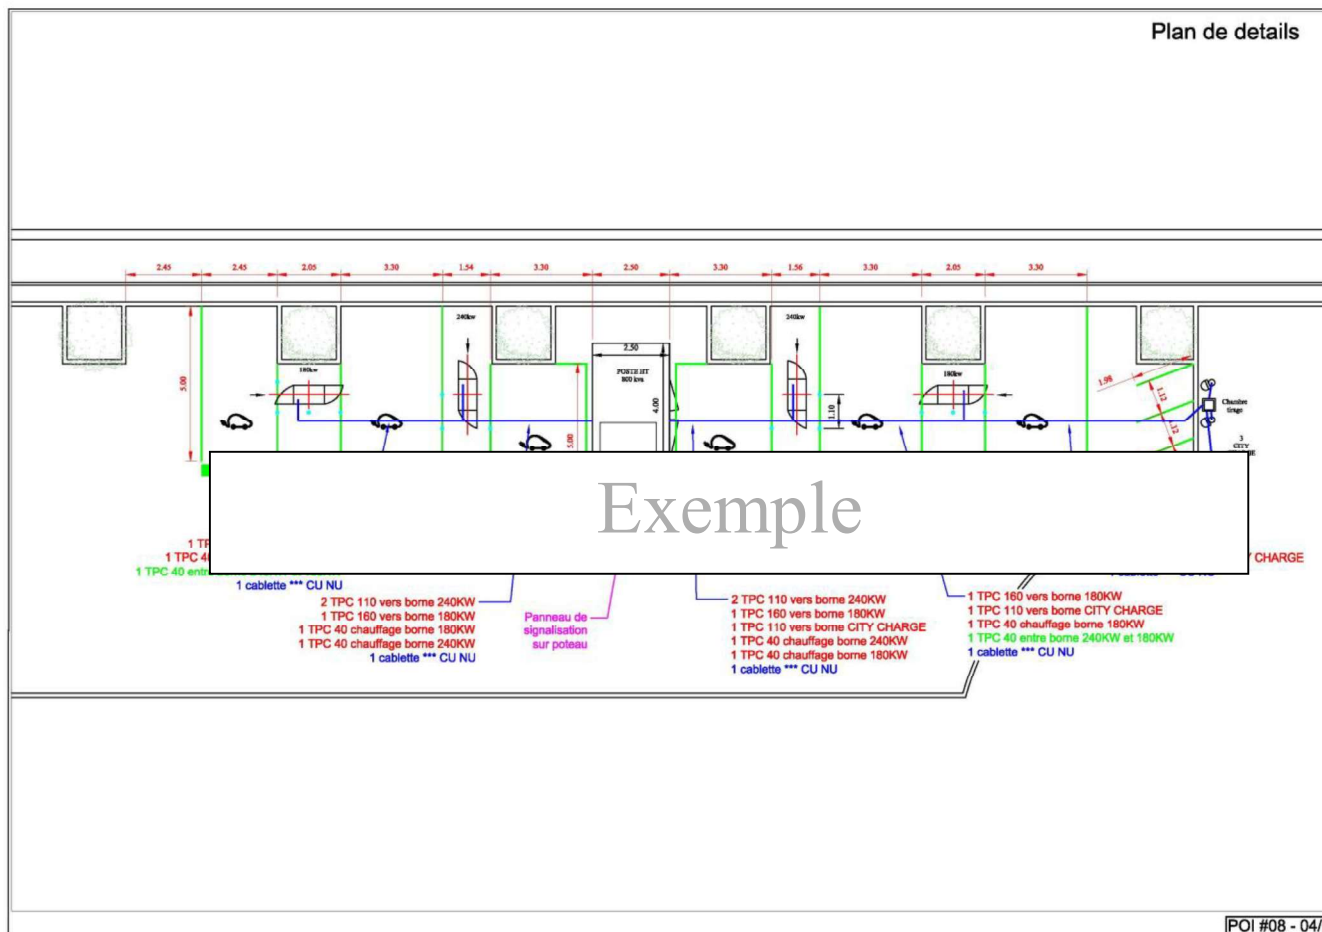 Plan de details
2.45 2.45 2.05 3.30 1.54 3.30 2.50 3.30 1.56 3.30 2.05 3.30
240kw
240kw
2.50
180kw
POSTE HT
800 kva
180kw
1.98
5.00
4.00
1.10
1.12
Chambre
tirage
5.00
.12
3
CITY
Exemple
1 TPC 40 entre
CHARGE
1 cablette *** CU NU
2 TPC 110 vers borne 240KW
1 TPC 160 vers borne 180KW
1 TPC 40 chauffage borne 180KW
1 TPC 40 chauffage borne 240KW
1 cablette *** CU NU
Panneau de
signalisation
sur poteau
2 TPC 110 vers borne 240KW
1 TPC 160 vers borne 180KW
1 TPC 110 vers borne CITY CHARGE
1 TPC 40 chauffage borne 240KW
1 TPC 40 chauffage borne 180KW
1 cablette *** CU NU
1 TPC 160 vers borne 180KW
1 TPC 110 vers borne CITY CHARGE
1 TPC 40 chauffage borne 180KW
1 TPC 40 entre borne 240KW et 180KW
1 cablette *** CU NU
POI #08 - 04/